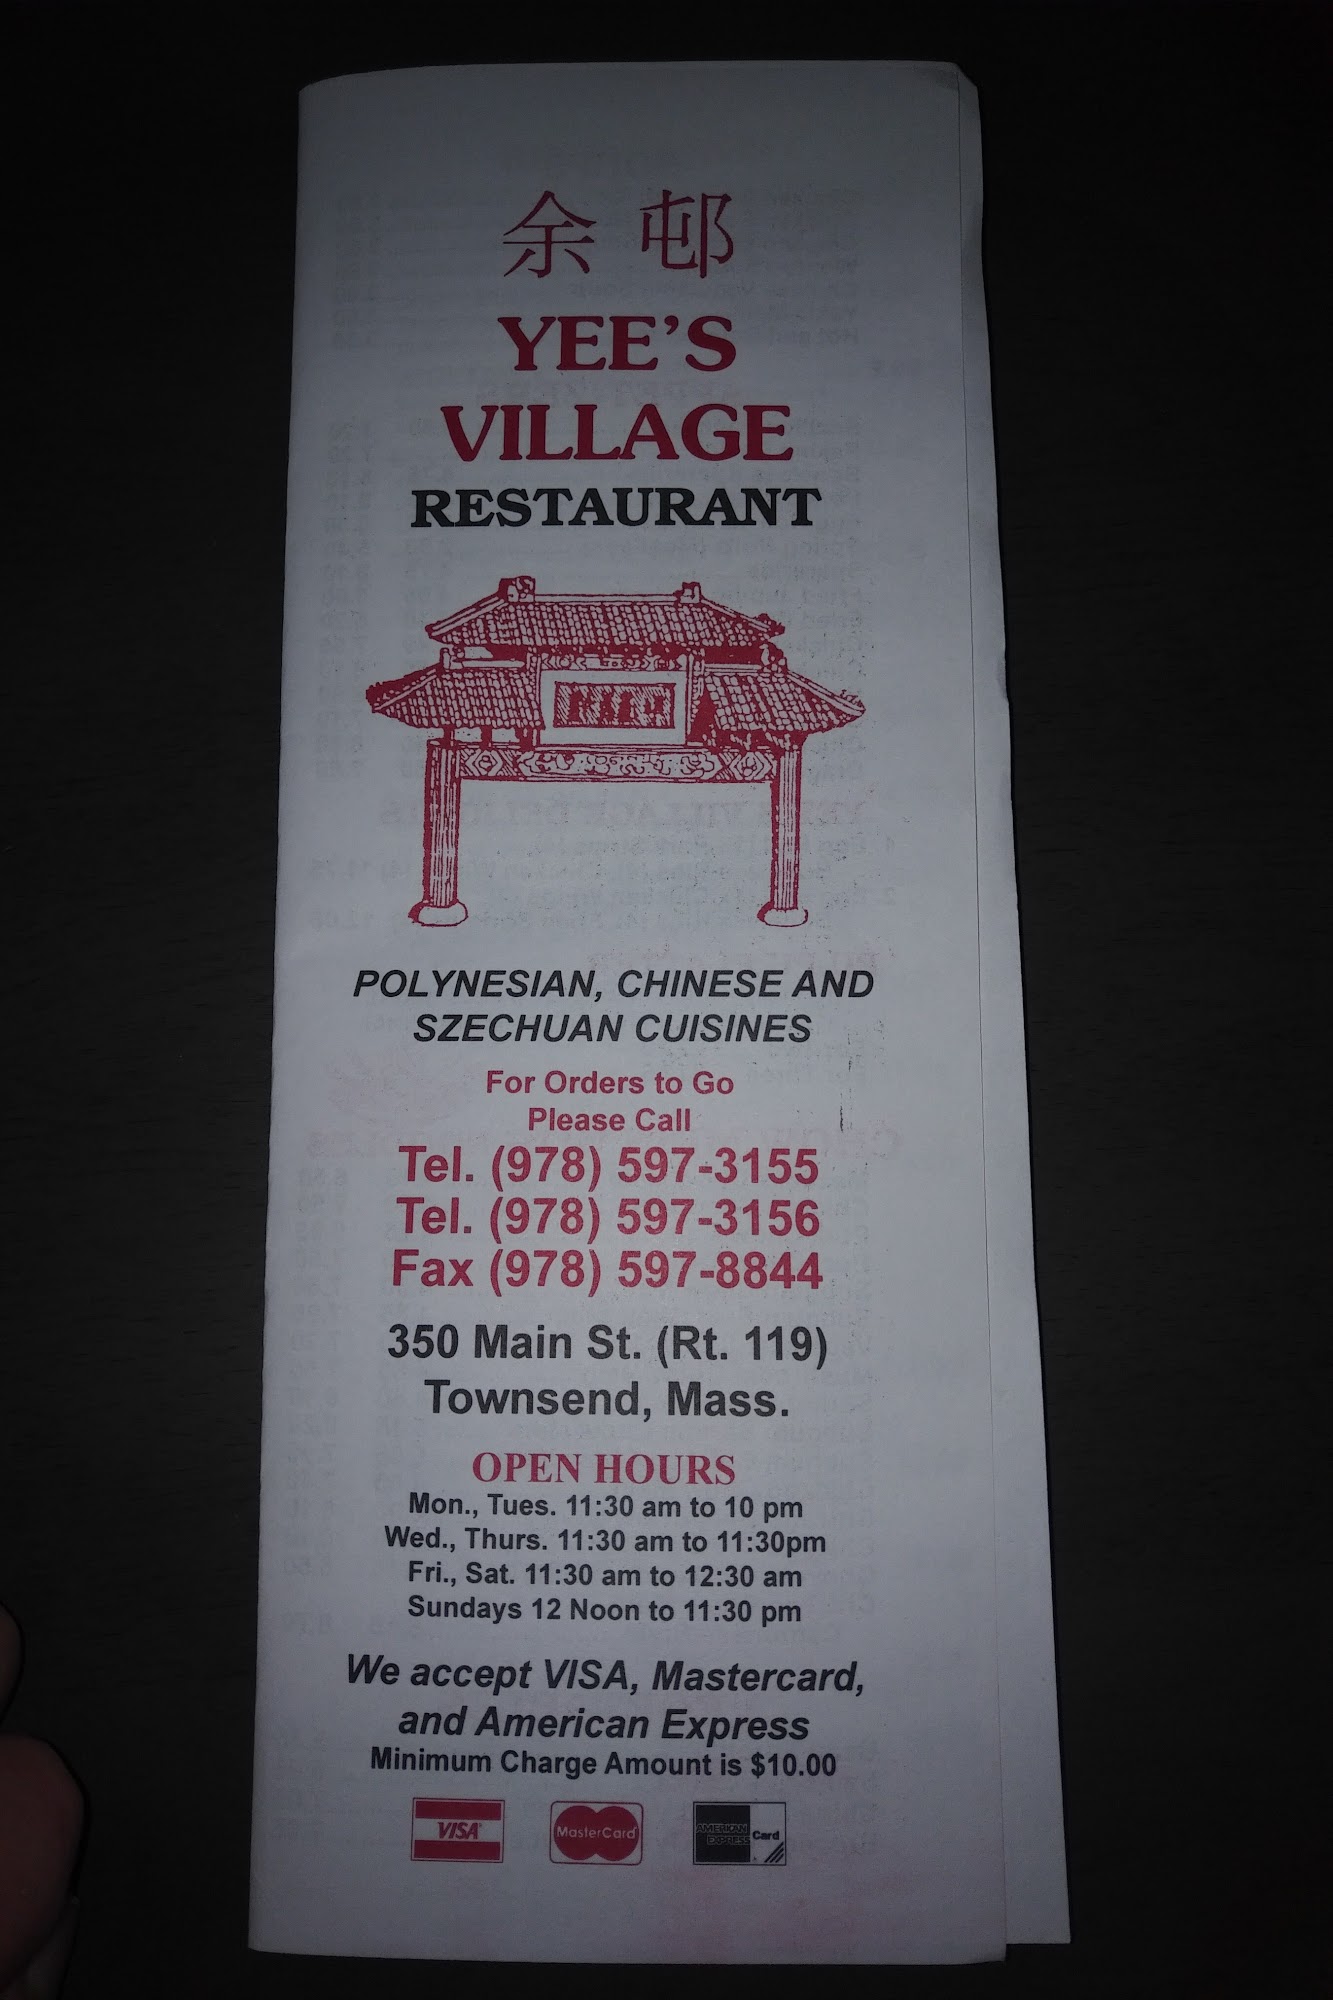 余邨
YEE'S
VILLAGE
RESTAURANT
POLYNESIAN, CHINESE AND
SZECHUAN CUISINES
For Orders to Go
Please Call
Tel. (978) 597-3155
Tel. (978) 597-3156
Fax (978) 597-8844
350 Main St. (Rt. 119)
Townsend, Mass.
OPEN HOURS
Mon., Tues. 11:30 am to 10 pm
Wed., Thurs. 11:30 am to 11:30pm
Fri., Sat. 11:30 am to 12:30 am
Sundays 12 Noon to 11:30 pm
We accept VISA, Mastercard,
and American Express
Minimum Charge Amount is $10.00
VISA MasterCard AMERICAN EXPRESS Card